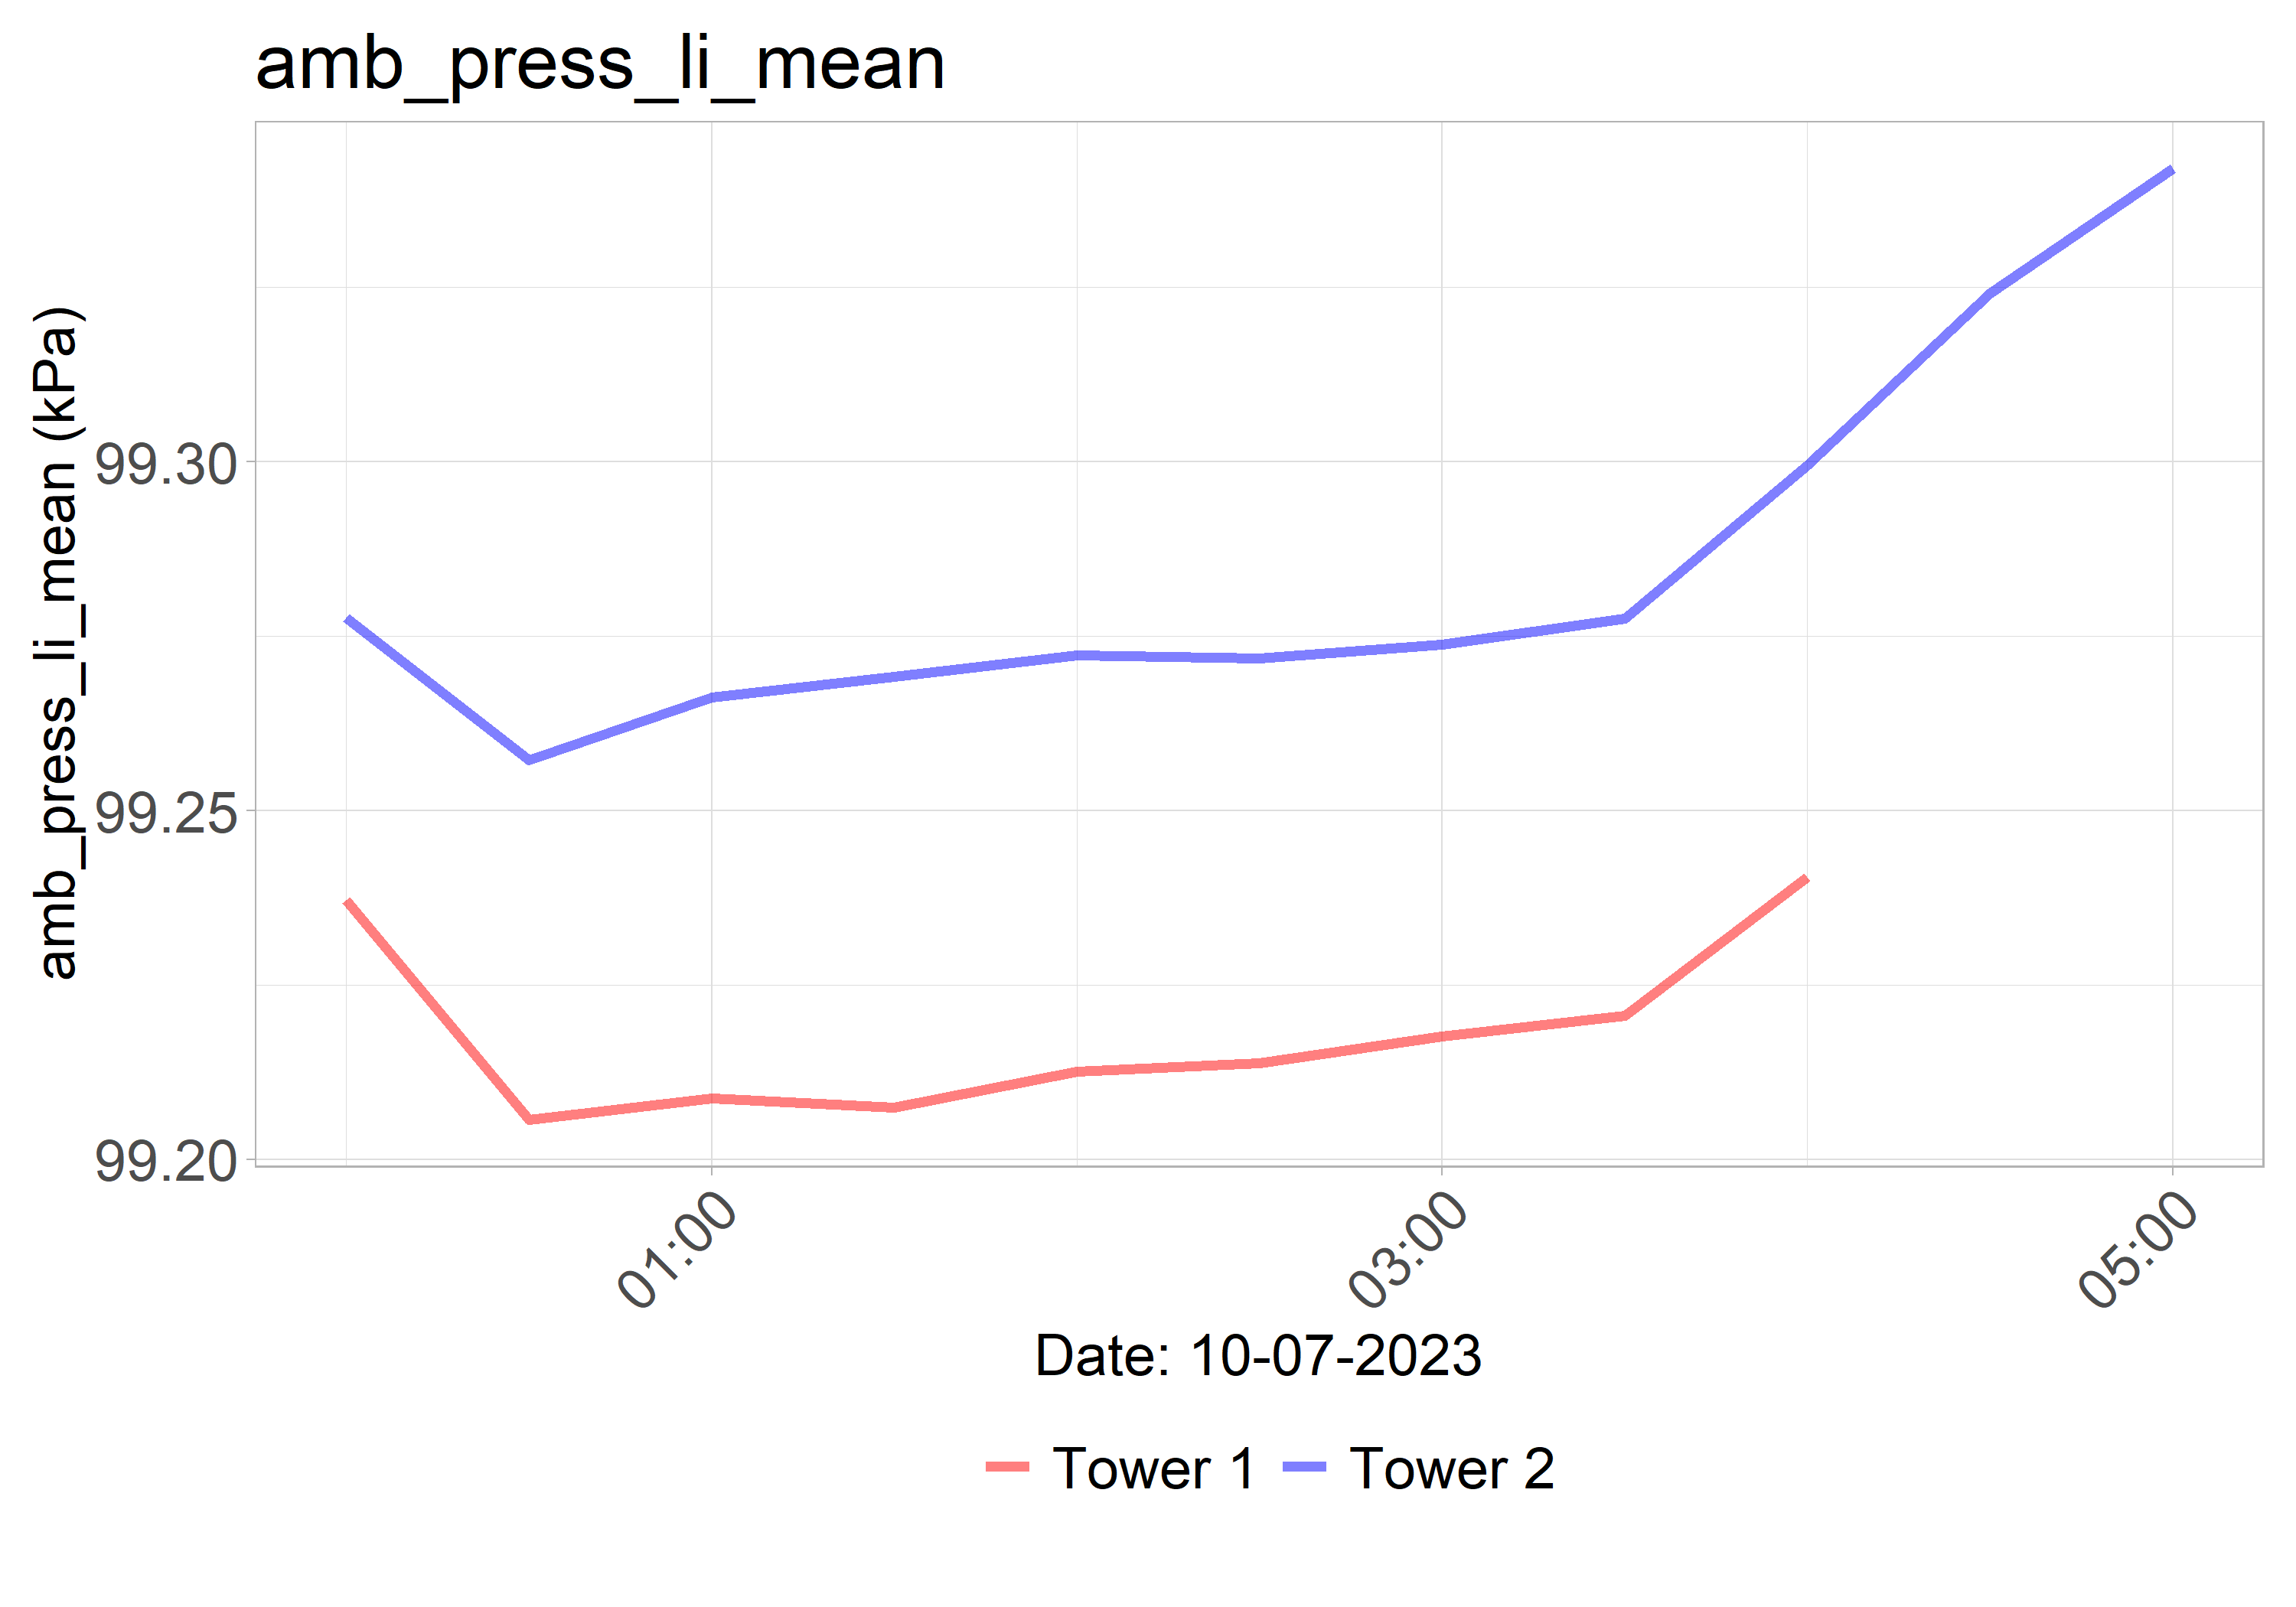 amb_press_li_mean
amb_press_li_mean (kPa)
99.30
99.25
99.20
01:00
03:00
05:00
Date: 10-07-2023
Tower 1
Tower 2